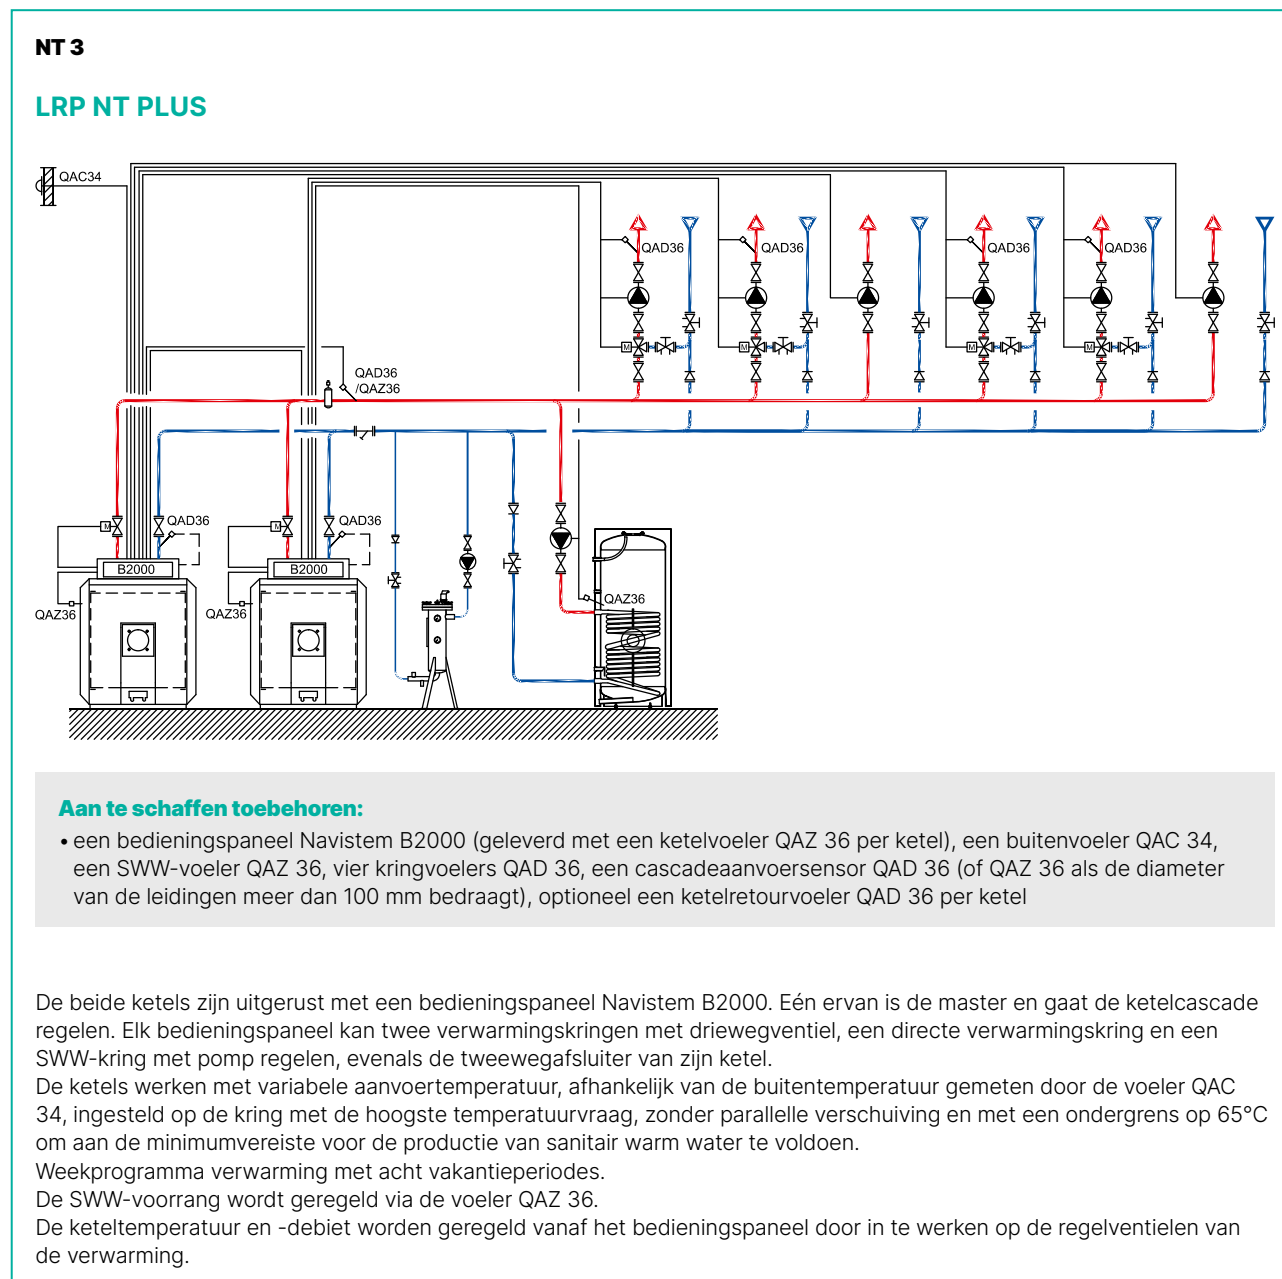 NT 3
LRP NT PLUS
QAC34
QAD36
QAD36
QAD36
QAD36
M
M
M
M
QAD36
/QAZ36
M
QAD36
M
QAD36
B2000
B2000
QAZ36
QAZ36
QAZ36
Aan te schaffen toebehoren:
• een bedieningspaneel Navistem B2000 (geleverd met een ketelvoeler QAZ 36 per ketel), een buitenvoeler QAC 34,
een SWW-voeler QAZ 36, vier kringvoelers QAD 36, een cascadeaanvoersensor QAD 36 (of QAZ 36 als de diameter
van de leidingen meer dan 100 mm bedraagt), optioneel een ketelretourvoeler QAD 36 per ketel
De beide ketels zijn uitgerust met een bedieningspaneel Navistem B2000. Eén ervan is de master en gaat de ketelcascade
regelen. Elk bedieningspaneel kan twee verwarmingskringen met driewegventiel, een directe verwarmingskring en een
SWW-kring met pomp regelen, evenals de tweewegafsluiter van zijn ketel.
De ketels werken met variabele aanvoertemperatuur, afhankelijk van de buitentemperatuur gemeten door de voeler QAC
34, ingesteld op de kring met de hoogste temperatuurvraag, zonder parallelle verschuiving en met een ondergrens op 65°C
om aan de minimumvereiste voor de productie van sanitair warm water te voldoen.
Weekprogramma verwarming met acht vakantieperiodes.
De SWW-voorrang wordt geregeld via de voeler QAZ 36.
De keteltemperatuur en -debiet worden geregeld vanaf het bedieningspaneel door in te werken op de regelventielen van
de verwarming.